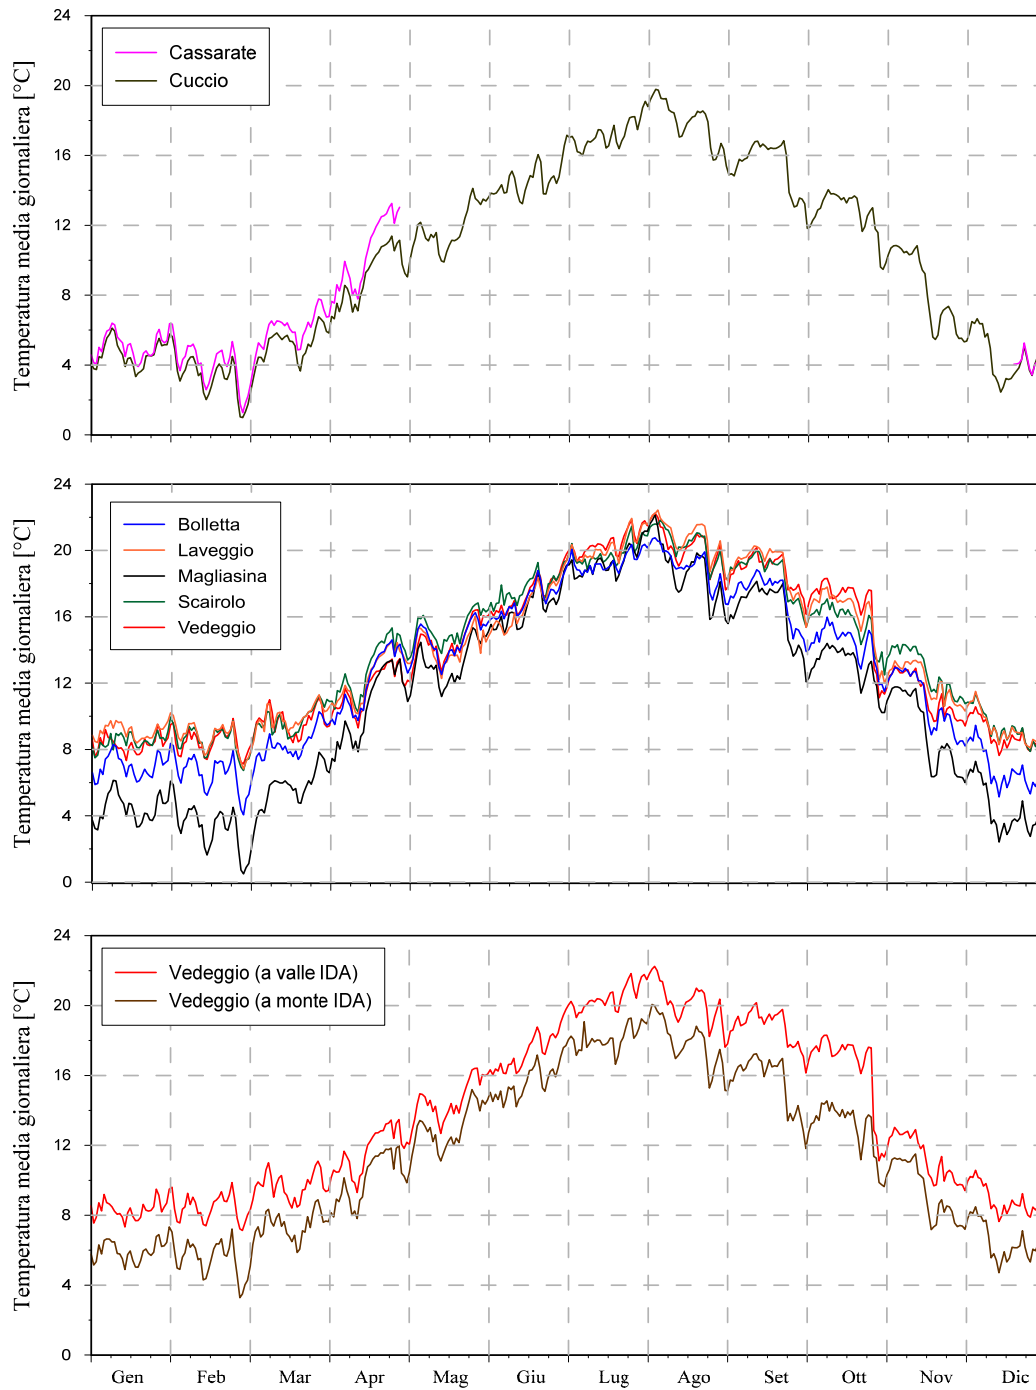 Temperatura media giornaliera [°C]
24
20
16
12
8
4
0
Cassarate
Cuccio
Temperatura media giornaliera [°C]
24
20
16
12
8
4
0
Bolletta
Laveggio
Magliasina
Scairolo
Vedeggio
Temperatura media giornaliera [°C]
24
20
16
12
8
4
0
Vedeggio (a valle IDA)
Vedeggio (a monte IDA)
Gen Feb Mar Apr Mag Giu Lug Ago Set Ott Nov Dic